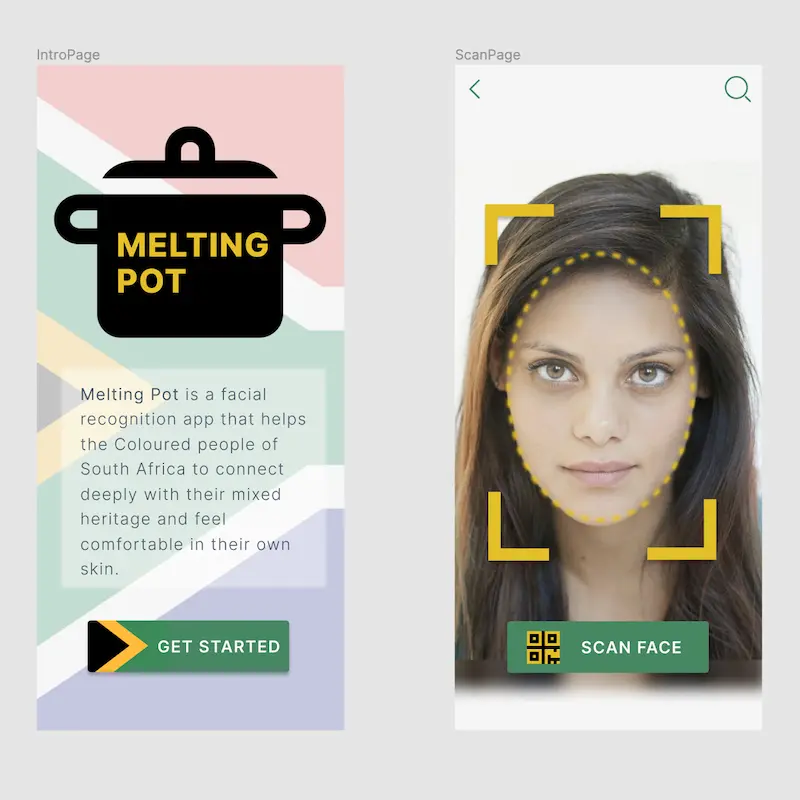 IntroPage
MELTING
POT
Melting Pot is a facial
recognition app that helps
the Coloured people of
South Africa to connect
deeply with their mixed
heritage and feel
comfortable in their own
skin.
GET STARTED
ScanPage
SCAN FACE